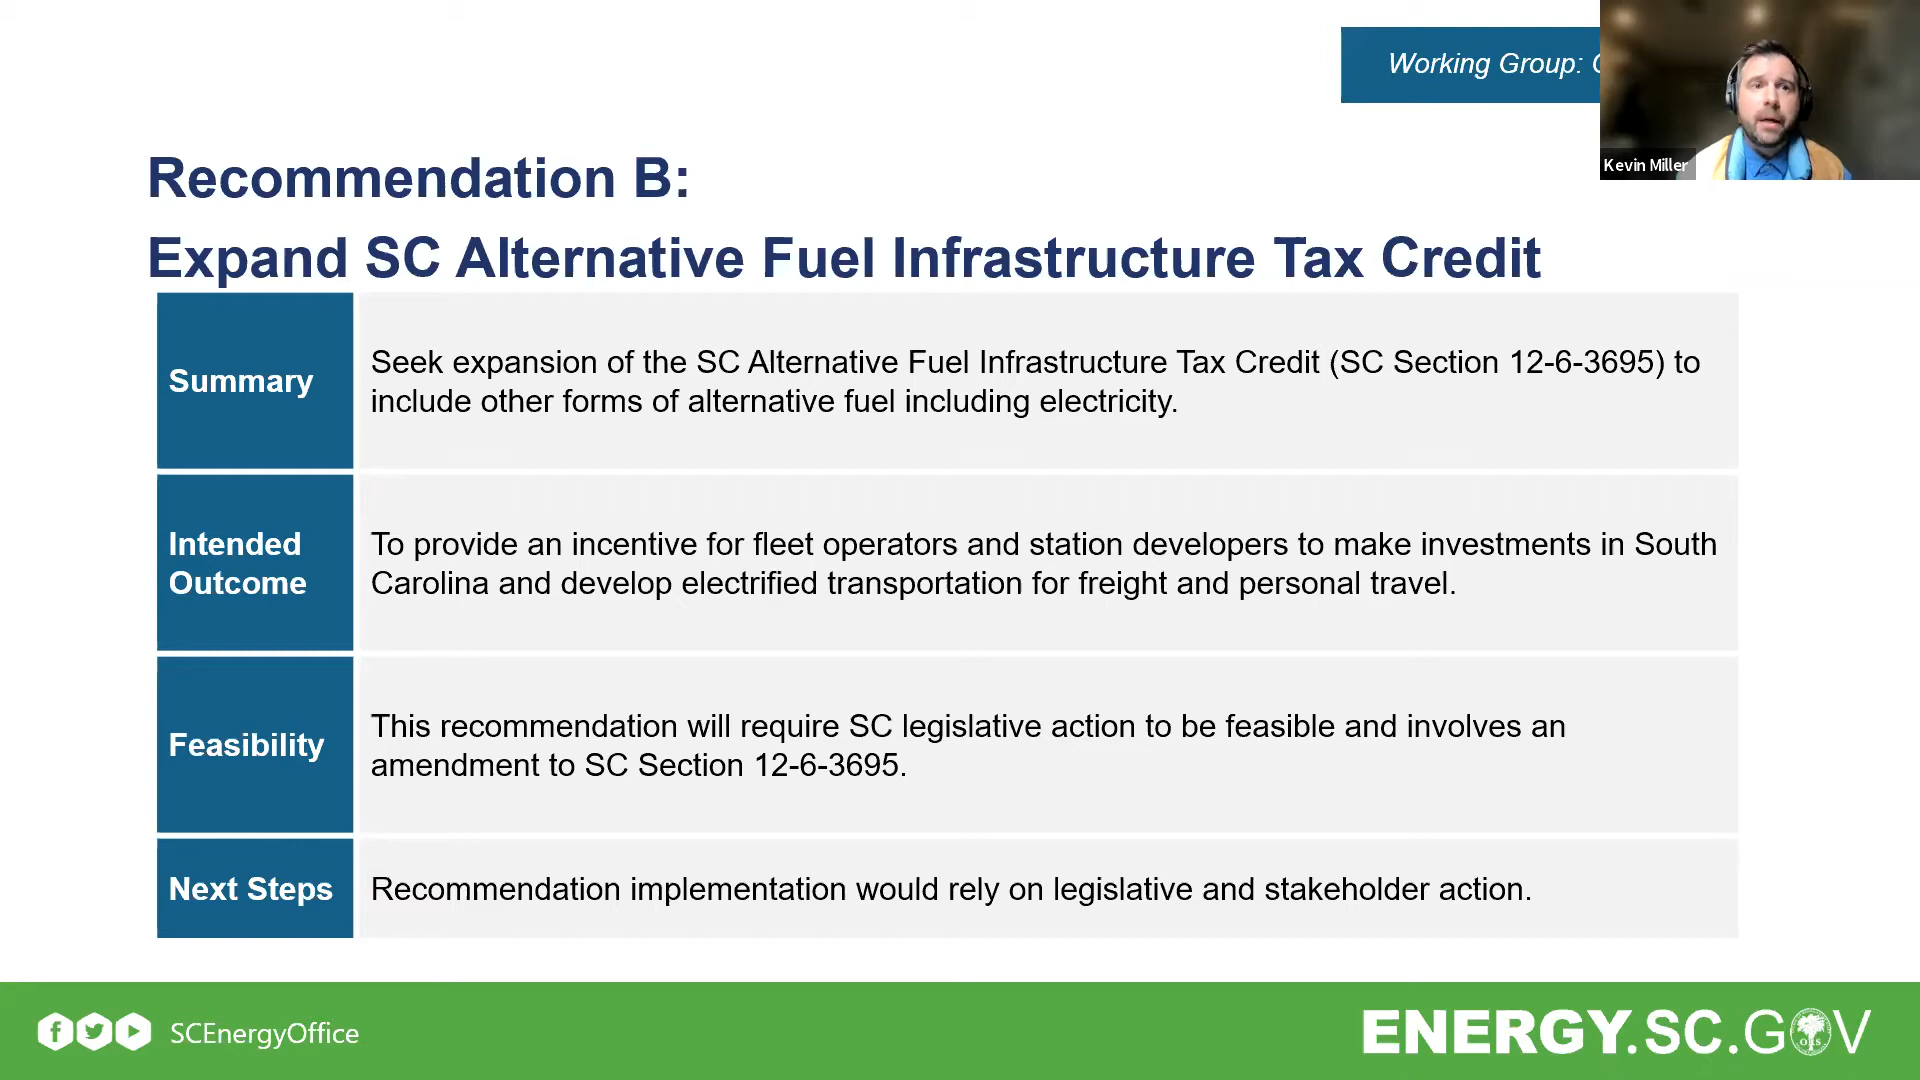 Working Group:
Kevin Miller
Recommendation B:
Expand SC Alternative Fuel Infrastructure Tax Credit
Summary
Seek expansion of the SC Alternative Fuel Infrastructure Tax Credit (SC Section 12-6-3695) to
include other forms of alternative fuel including electricity.
Intended
Outcome
To provide an incentive for fleet operators and station developers to make investments in South
Carolina and develop electrified transportation for freight and personal travel.
Feasibility
This recommendation will require SC legislative action to be feasible and involves an
amendment to SC Section 12-6-3695.
Next Steps
Recommendation implementation would rely on legislative and stakeholder action.
SCEnergyOffice
ENERGY.SC.GOV